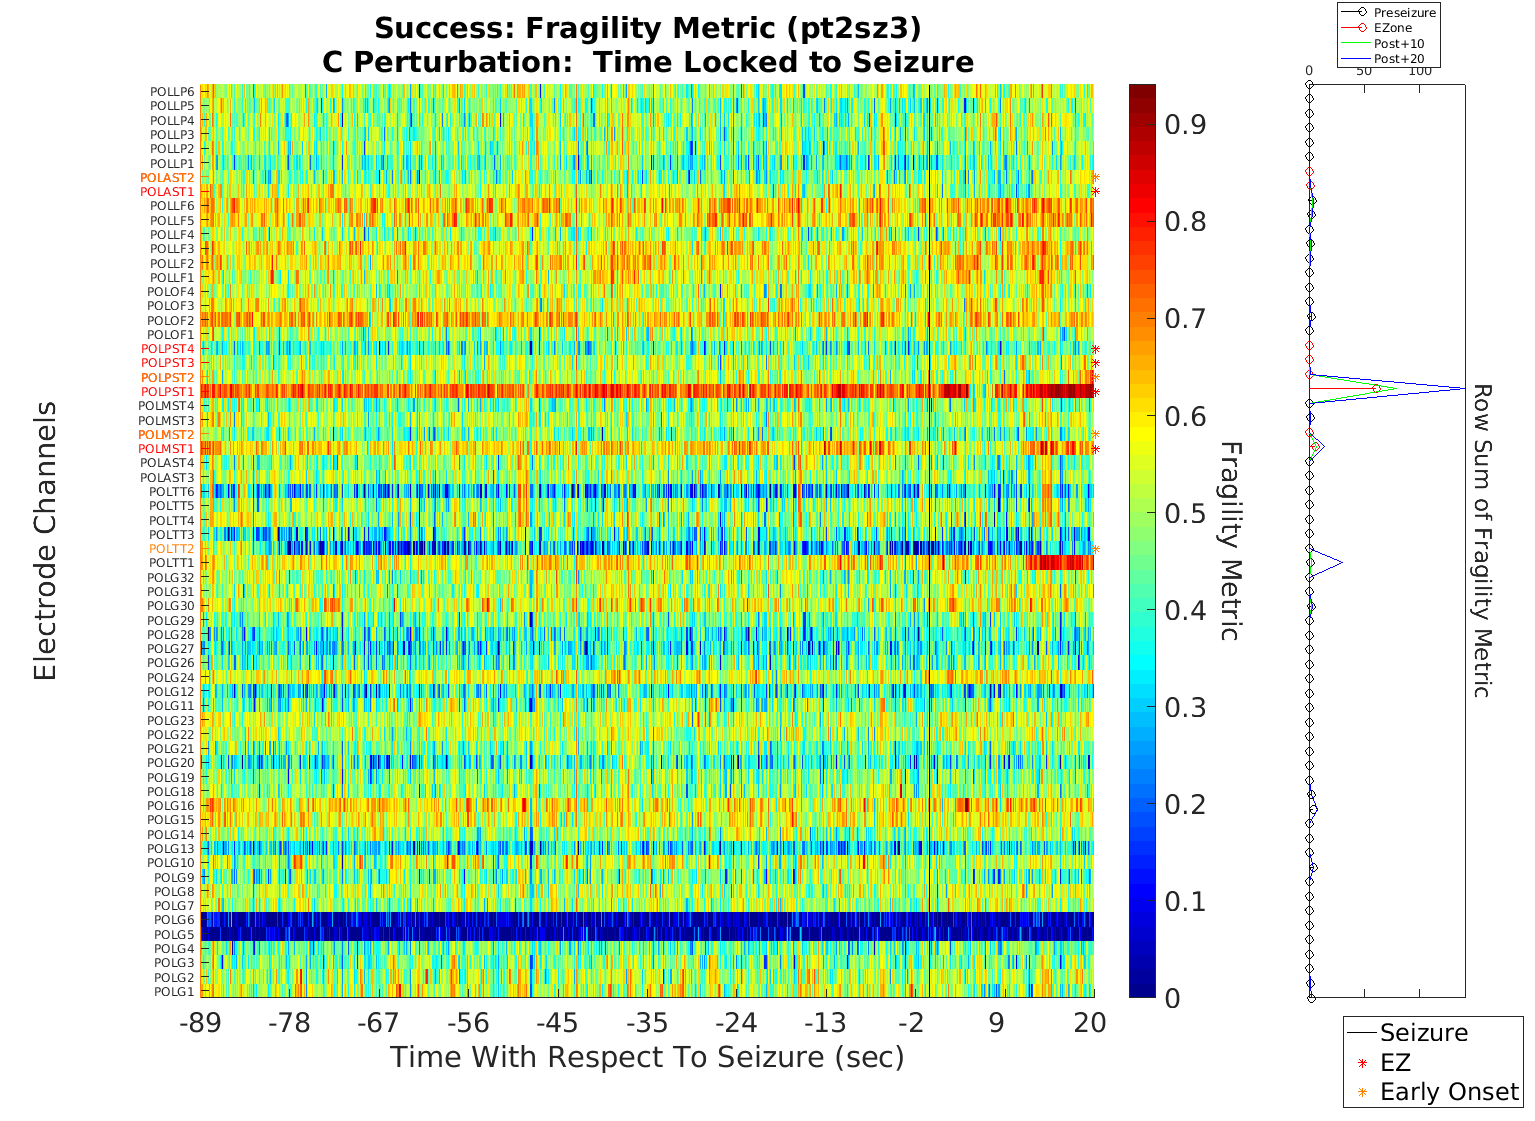 Success: Fragility Metric (pt2sz3)
C Perturbation:  Time Locked to Seizure
Preseizure
EZone
Post+10
Post+20
0
50
100
Electrode Channels
POLLP6
POLLP5
POLLP4
POLLP3
POLLP2
POLLP1
POLAST2
POLAST1
POLLF6
POLLF5
POLLF4
POLLF3
POLLF2
POLLF1
POLOF4
POLOF3
POLOF2
POLOF1
POLPST4
POLPST3
POLPST2
POLPST1
POLMST4
POLMST3
POLMST2
POLMST1
POLAST4
POLAST3
POLTT6
POLTT5
POLTT4
POLTT3
POLTT2
POLTT1
POLG32
POLG31
POLG30
POLG29
POLG28
POLG27
POLG26
POLG24
POLG12
POLG11
POLG23
POLG22
POLG21
POLG20
POLG19
POLG18
POLG16
POLG15
POLG14
POLG13
POLG10
POLG9
POLG8
POLG7
POLG6
POLG5
POLG4
POLG3
POLG2
POLG1
-89
-78
-67
-56
-45
-35
-24
-13
-2
9
20
Time With Respect To Seizure (sec)
0.9
0.8
0.7
0.6
0.5
0.4
0.3
0.2
0.1
0
Fragility Metric
Row Sum of Fragility Metric
Seizure
EZ
Early Onset